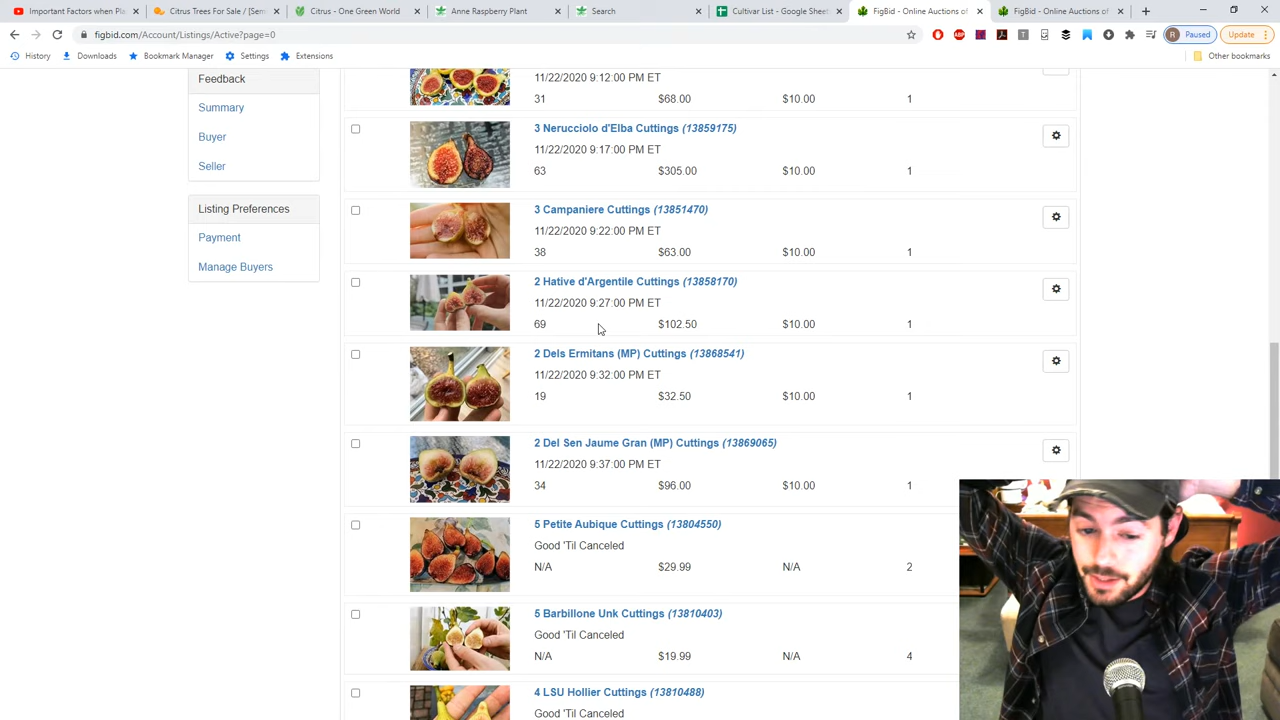 Important Factors when Pla
Citrus Trees For Sale / [Sem
Citrus - One Green World
Anne Raspberry Plant
Search
Cultivar List - Google Sheets
FigBid - Online Auctions of
FigBid - Online Auctions of
figbid.com/Account/Listings/Active?page=0
Paused
Update
History
Downloads
Bookmark Manager
Settings
Extensions
Other bookmarks
Feedback
Summary
Buyer
Seller
Listing Preferences
Payment
Manage Buyers
11/22/2020 9:12:00 PM ET
31 $68.00 $10.00 1
3 Nerucciolo d'Elba Cuttings (13859175)
11/22/2020 9:17:00 PM ET
63 $305.00 $10.00 1
3 Campaniere Cuttings (13851470)
11/22/2020 9:22:00 PM ET
38 $63.00 $10.00 1
2 Hative d'Argentile Cuttings (13858170)
11/22/2020 9:27:00 PM ET
69 $102.50 $10.00 1
2 Dels Ermitans (MP) Cuttings (13868541)
11/22/2020 9:32:00 PM ET
19 $32.50 $10.00 1
2 Del Sen Jaume Gran (MP) Cuttings (13869065)
11/22/2020 9:37:00 PM ET
34 $96.00 $10.00 1
5 Petite Aubique Cuttings (13804550)
Good 'Til Canceled
N/A $29.99 N/A 2
5 Barbillone Unk Cuttings (13810403)
Good 'Til Canceled
N/A $19.99 N/A 4
4 LSU Hollier Cuttings (13810488)
Good 'Til Canceled